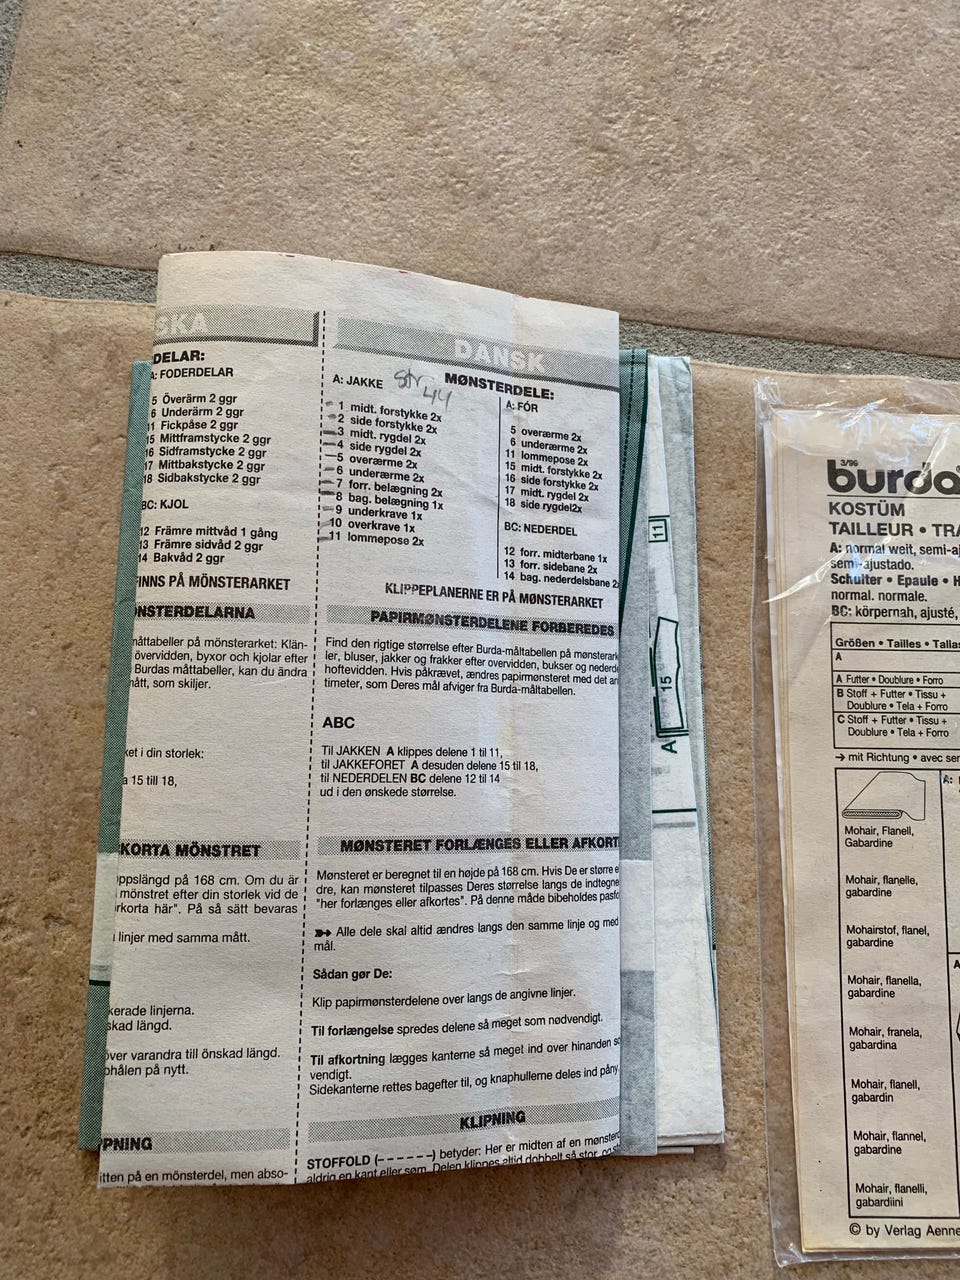 SKA
DELAR:
A: FODERDELAR
5 Överärm 2 ggr
6 Underärm 2 ggr
11 Fickpåse 2 ggr
15 Mittframstycke 2 ggr
16 Sidframstycke 2 ggr
17 Mittbakstycke 2 ggr
18 Sidbakstycke 2 ggr
BC: KJOL
12 Främre mittvåd 1 gång
13 Främre sidvåd 2 ggr
14 Bakvåd 2 ggr
FINNS PÅ MÖNSTERARKET
ÖNSTERDELARNA
måttabeller på mönsterarket: Klän-
övervidden, byxor och kjolar efter
Burdas måttabeller, kan du ändra
mått, som skiljer.
ket i din storlek:
a 15 till 18,
KORTA MÖNSTRET
oppslängd på 168 cm. Om du är
mönstret efter din storlek vid de
rkorta här". På så sätt bevaras
linjer med samma mått.
kerade linjerna.
skad längd.
över varandra till önskad längd.
phålen på nytt.
PPNING
itten på en mönsterdel, men abso-
DANSK
MØNSTERDELE:
A: JAKKE
Str 44
1 midt. forstykke 2x
2 side forstykke 2x
3 midt. rygdel 2x
4 side rygdel 2x
5 overærme 2x
6 underærme 2x
7 forr. belægning 2x
8 bag. belægning 1x
9 underkrave 1x
10 overkrave 1x
11 lommepose 2x
A: FÓR
5 overærme 2x
6 underærme 2x
11 lommepose 2x
15 midt. forstykke 2x
16 side forstykke 2x
17 midt. rygdel 2x
18 side rygdel2x
BC: NEDERDEL
12 forr. midterbane 1x
13 forr. sidebane 2x
14 bag. nederdelsbane 2x
KLIPPEPLANERNE ER PÅ MØNSTERARKET
PAPIRMØNSTERDELENE FORBEREDES
Find den rigtige størrelse efter Burda-måltabellen på mønsterark
ler, bluser, jakker og frakker efter overvidden, bukser og nederde
hoftevidden. Hvis påkrævet, ændres papirmønsteret med det an
timeter, som Deres mål afviger fra Burda-måltabellen.
ABC
Til JAKKEN A klippes delene 1 til 11,
til JAKKEFORET A desuden delene 15 til 18,
til NEDERDELEN BC delene 12 til 14
ud i den ønskede størrelse.
MØNSTERET FORLÆNGES ELLER AFKORT
Mønsteret er beregnet til en højde på 168 cm. Hvis De er større e
dre, kan mønsteret tilpasses Deres størrelse langs de indtegne
"her forlænges eller afkortes". På denne måde bibeholdes pasfo
Alle dele skal altid ændres langs den samme linje og med
mål.
Sådan gør De:
Klip papirmønsterdelene over langs de angivne linjer.
Til forlængelse spredes delene så meget som nødvendigt.
Til afkortning lægges kanterne så meget ind over hinanden so
vendigt.
Sidekanterne rettes bagefter til, og knaphullerne deles ind påny.
KLIPNING
STOFFOLD (– – – – – –) betyder: Her er midten af en mønster
aldrig en kant eller søm. Delen klippes altid dobbelt så stor, og st
11
15
A
3/96
burda
KOSTÜM
TAILLEUR • TRA
A: normal weit, semi-aj
semi-ajustado.
Schulter • Epaule • H
normal. normale.
BC: körpernah, ajusté,
Größen • Tailles • Tallas
A
A Futter • Doublure • Forro
B Stoff + Futter • Tissu +
Doublure • Tela + Forro
C Stoff + Futter • Tissu +
Doublure • Tela + Forro
→ mit Richtung • avec sen
A:
Mohair, Flanell,
Gabardine
Mohair, flanelle,
gabardine
Mohairstof, flanel,
gabardine
A
Mohair, flanella,
gabardine
Mohair, franela,
gabardina
Mohair, flanell,
gabardin
Mohair, flannel,
gabardine
Mohair, flanelli,
gabardiini
© by Verlag Aenne